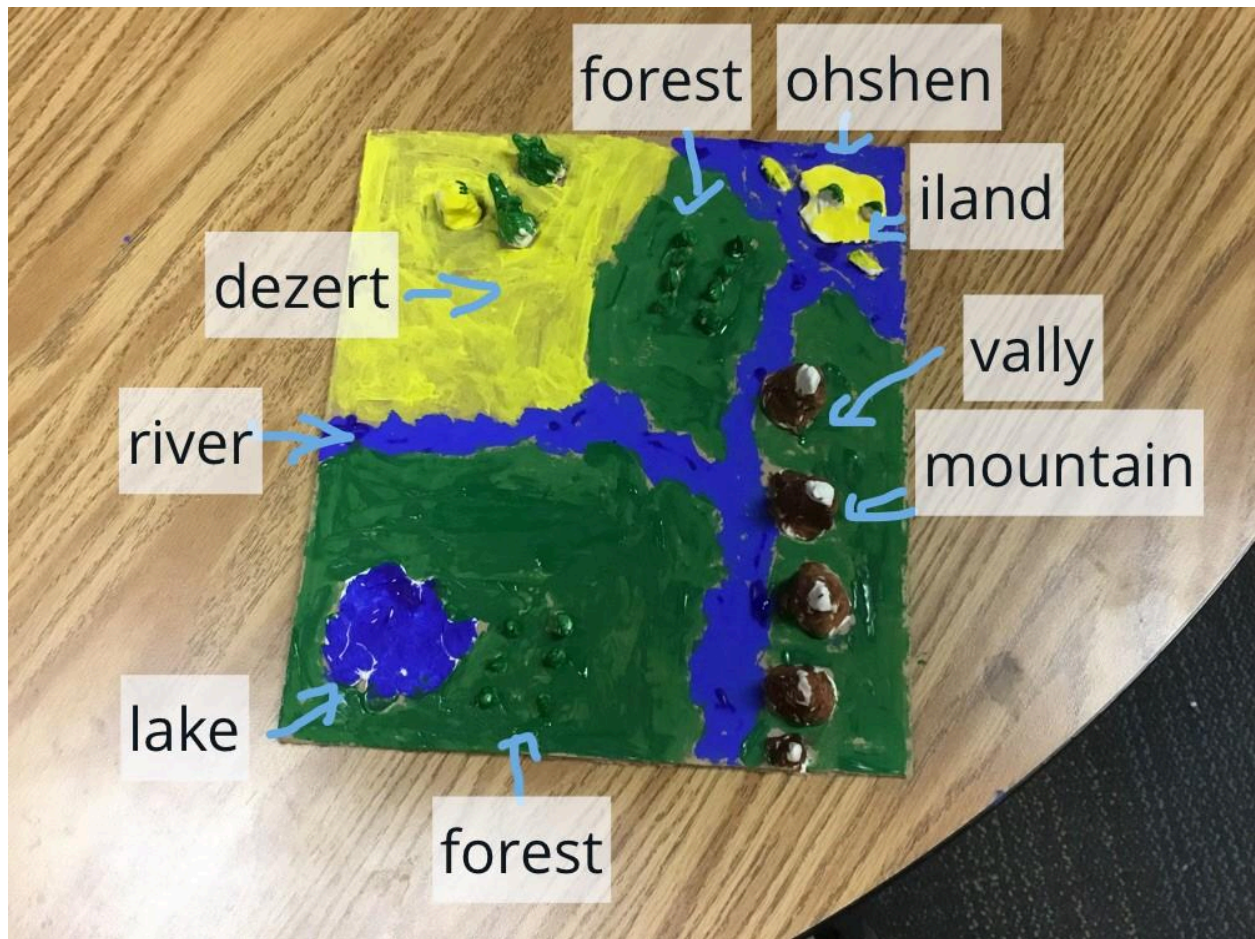 forest
ohshen
iland
dezert
vally
river
mountain
lake
forest